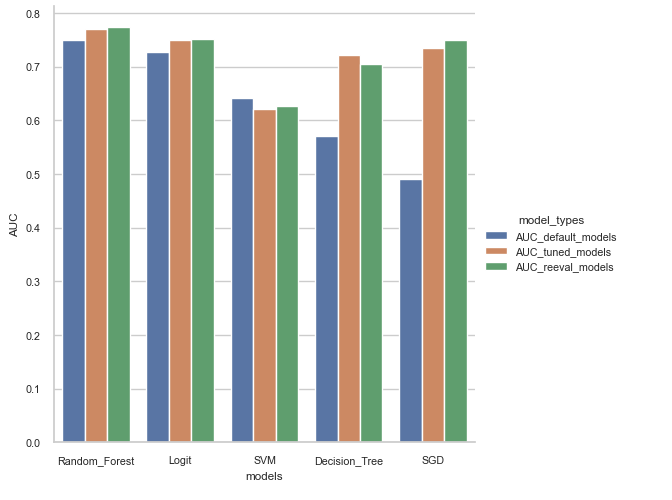 0.8
0.7
0.6
0.5
0.4
0.3
0.2
0.1
0.0
AUC
Random_Forest Logit SVM Decision_Tree SGD
models
model_types
AUC_default_models
AUC_tuned_models
AUC_reeval_models